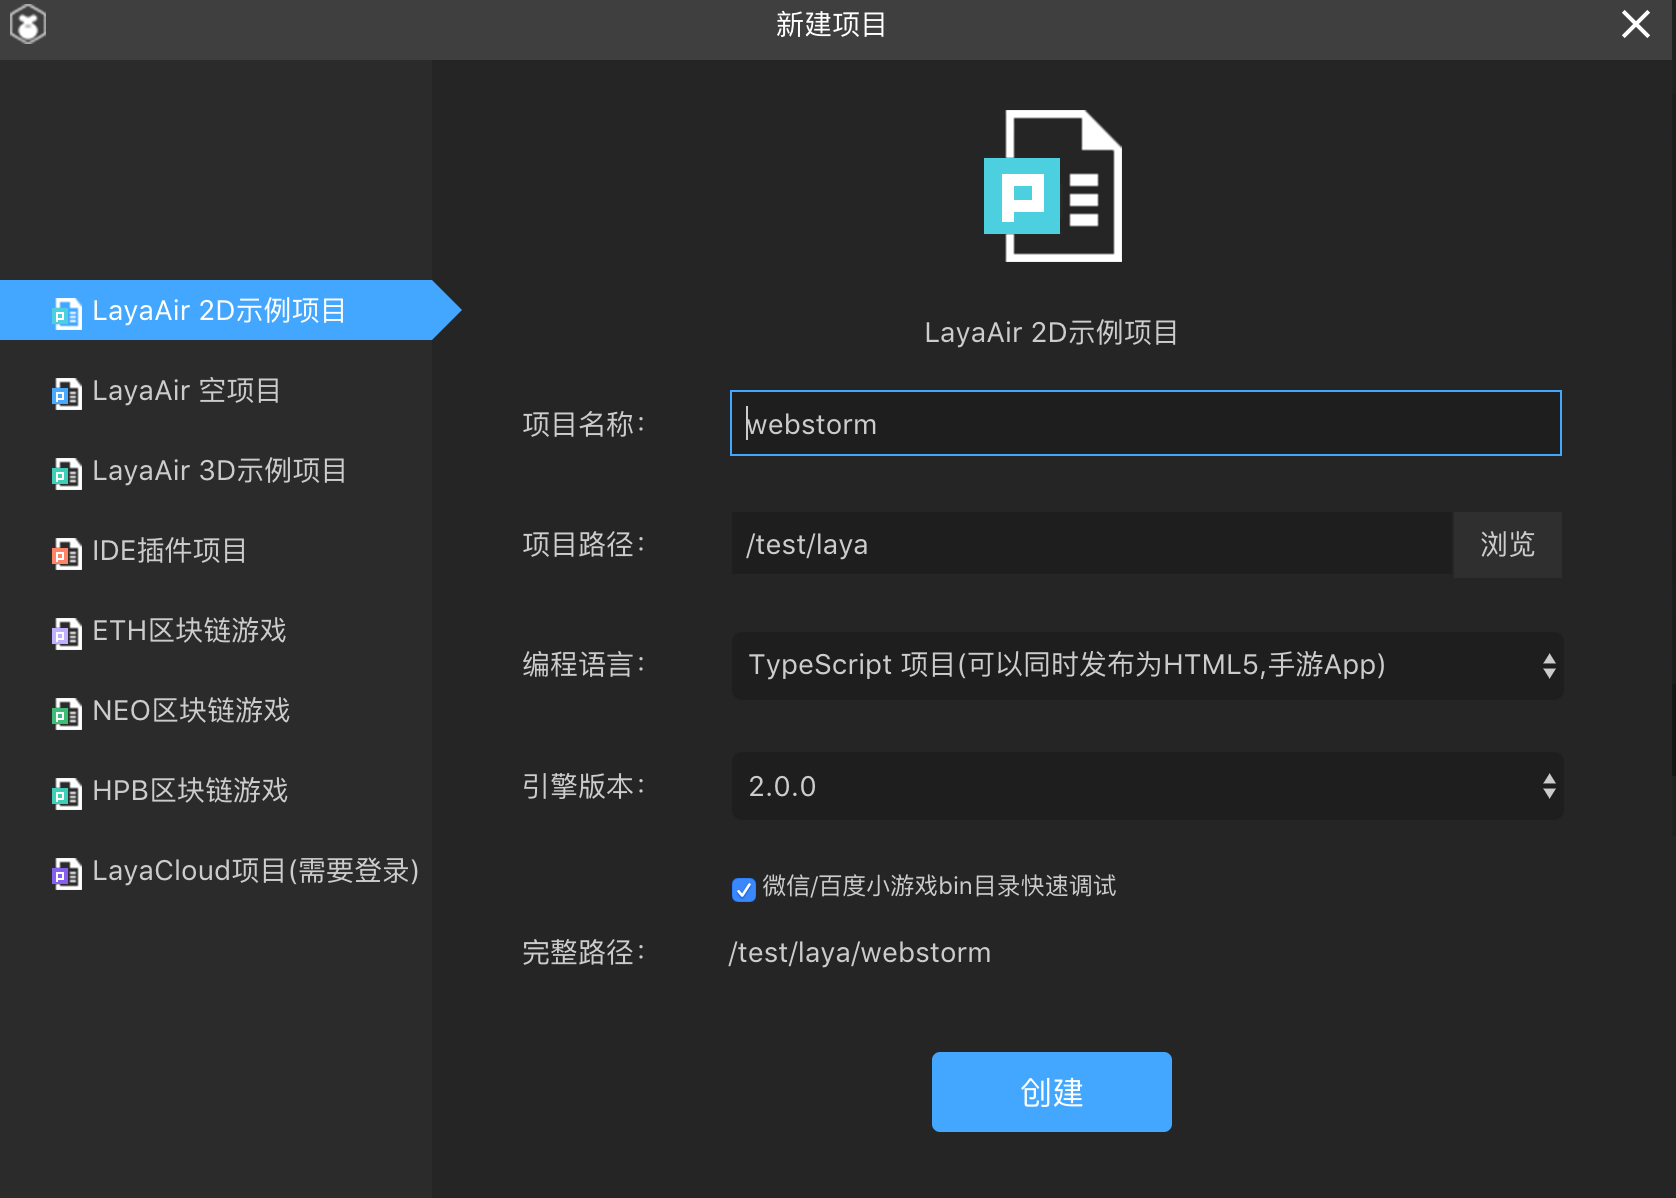 新建项目
LayaAir 2D示例项目
LayaAir 空项目
LayaAir 3D示例项目
IDE插件项目
ETH区块链游戏
NEO区块链游戏
HPB区块链游戏
LayaCloud项目(需要登录)
LayaAir 2D示例项目
项目名称: webstorm
项目路径: /test/laya 浏览
编程语言: TypeScript 项目(可以同时发布为HTML5,手游App)
引擎版本: 2.0.0
微信/百度小游戏bin目录快速调试
完整路径: /test/laya/webstorm
创建